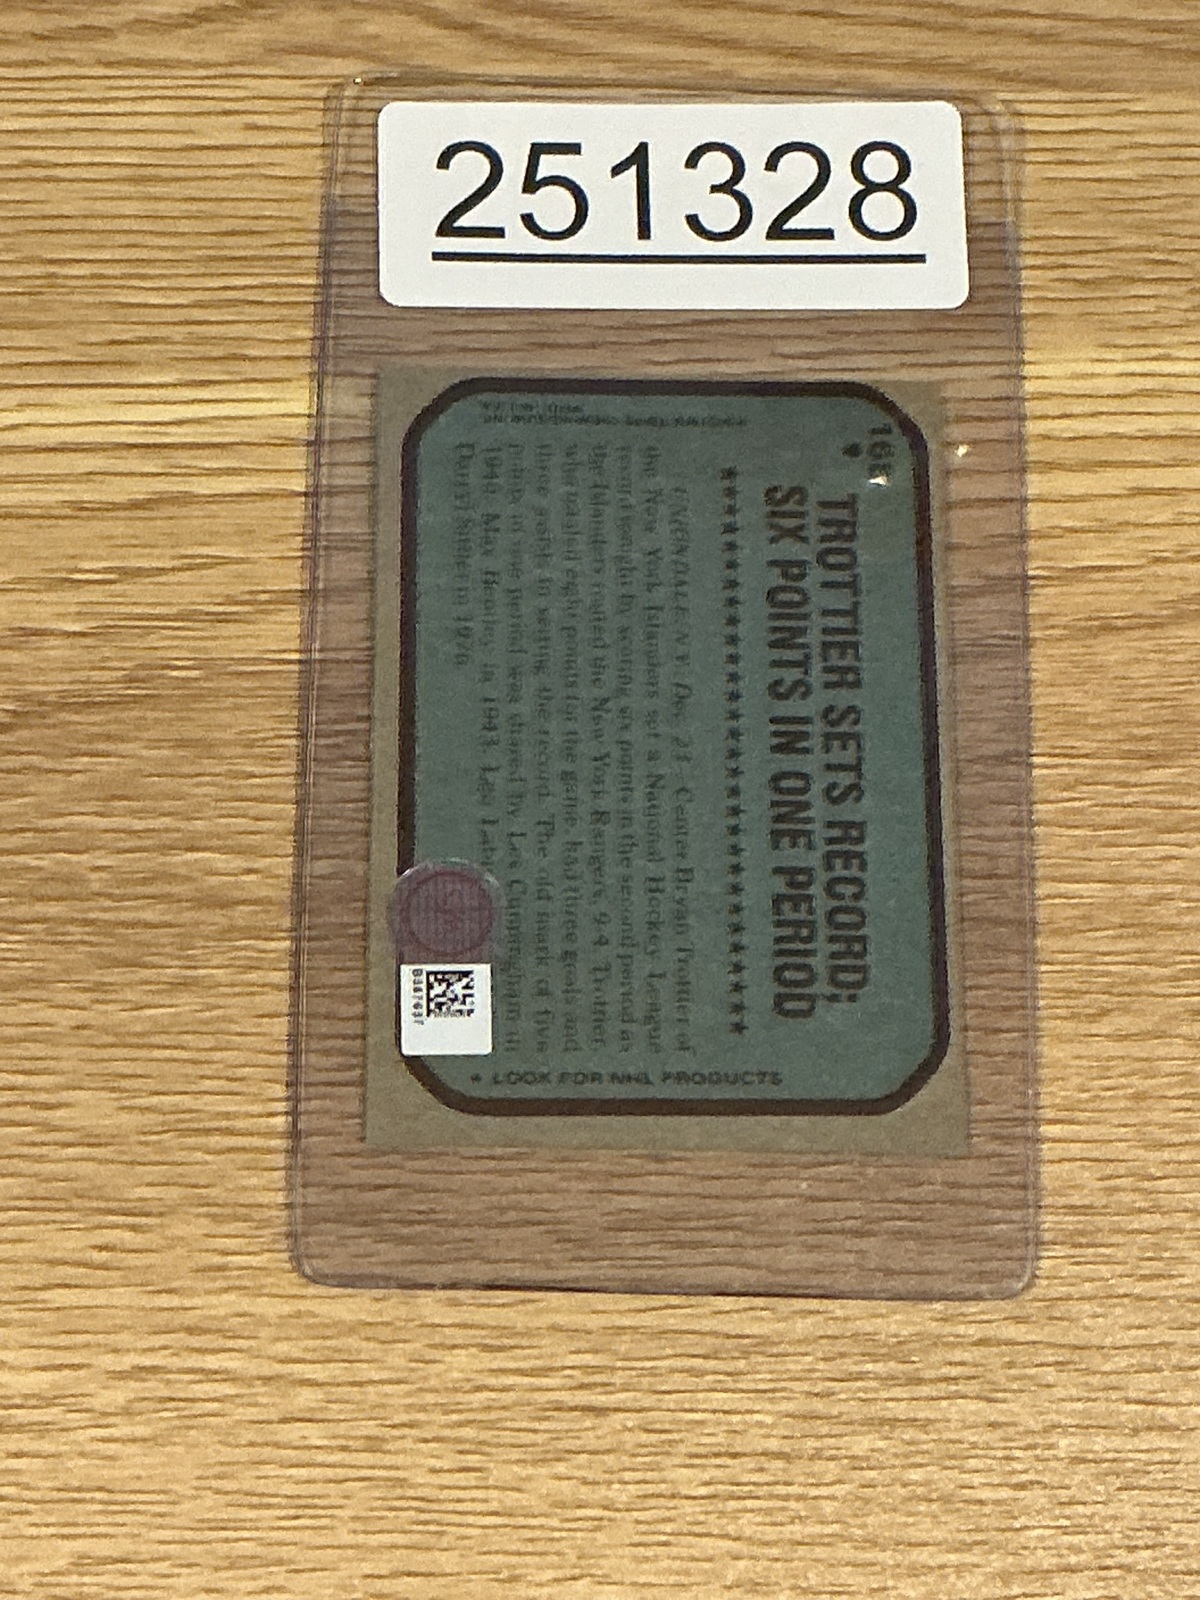 251328
168
TROTTIER SETS RECORD;
SIX POINTS IN ONE PERIOD
★★★★★★★★★★★★★★★★★★★★★★★★★★★★★★
UNIONDALE, N.Y. Dec. 23—Center Bryan Trottier of
the New York Islanders set a National Hockey League
record tonight by scoring six points in the second period as
the Islanders routed the New York Rangers, 9-4. Trottier,
who totaled eight points for the game, had three goals and
three assists in setting the record. The old mark of five
points in one period was shared by Les Cunningham in
1940, Max Bentley in 1943, Leo
Darryl Sittler in 1976.
★ LOOK FOR NHL PRODUCTS